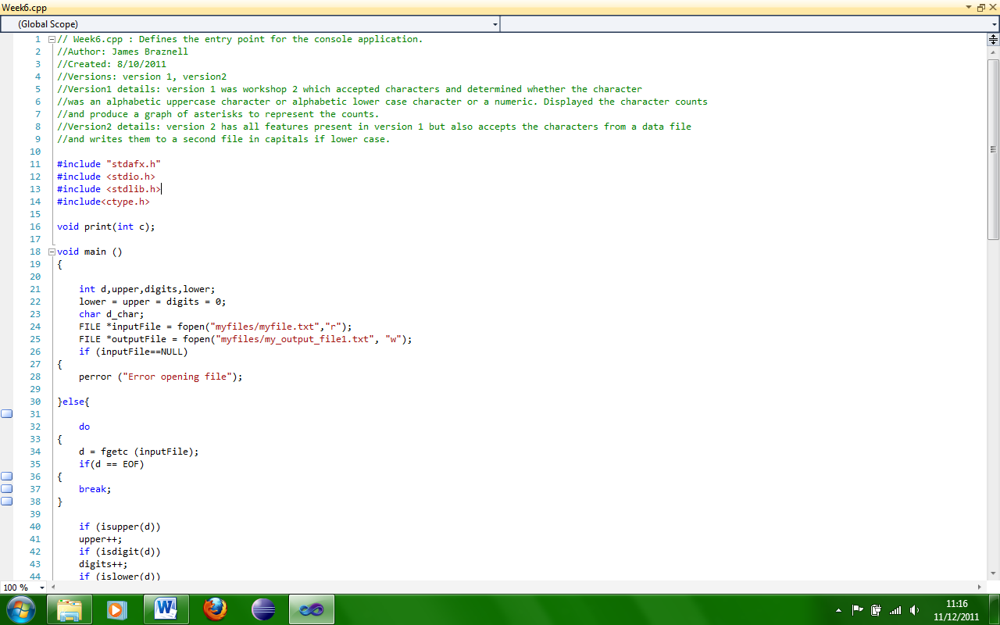 Week6.cpp
(Global Scope)
1 // Week6.cpp : Defines the entry point for the console application.
2 //Author: James Braznell
3 //Created: 8/10/2011
4 //Versions: version 1, version2
5 //Version1 details: version 1 was workshop 2 which accepted characters and determined whether the character
6 //was an alphabetic uppercase character or alphabetic lower case character or a numeric. Displayed the character counts
7 //and produce a graph of asterisks to represent the counts.
8 //Version2 details: version 2 has all features present in version 1 but also accepts the characters from a data file
9 //and writes them to a second file in capitals if lower case.
10
11 #include "stdafx.h"
12 #include <stdio.h>
13 #include <stdlib.h>
14 #include<ctype.h>
15
16 void print(int c);
17
18 void main ()
19 {
20
21     int d,upper,digits,lower;
22     lower = upper = digits = 0;
23     char d_char;
24     FILE *inputFile = fopen("myfiles/myfile.txt","r");
25     FILE *outputFile = fopen("myfiles/my_output_file1.txt", "w");
26     if (inputFile==NULL)
27 {
28     perror ("Error opening file");
29
30 }else{
31
32     do
33 {
34     d = fgetc (inputFile);
35     if(d == EOF)
36 {
37     break;
38 }
39
40     if (isupper(d))
41     upper++;
42     if (isdigit(d))
43     digits++;
44     if (islower(d))
100 %
11:16
11/12/2011